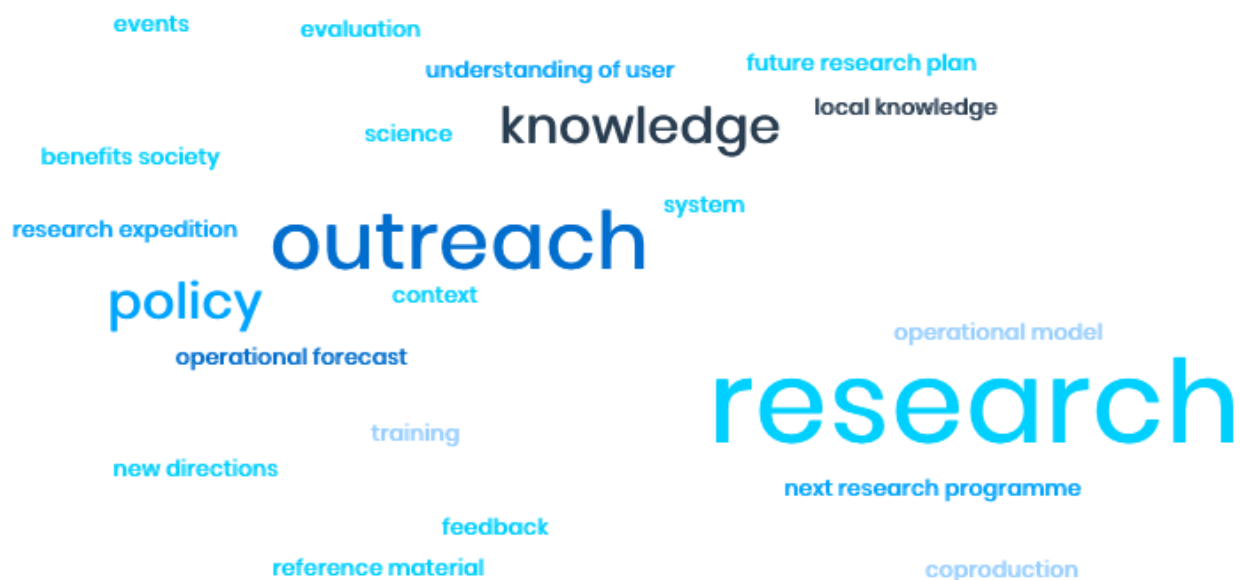 events
evaluation
understanding of user
future research plan
local knowledge
knowledge
science
benefits society
system
research expedition
outreach
context
policy
operational model
operational forecast
research
training
new directions
next research programme
feedback
reference material
coproduction